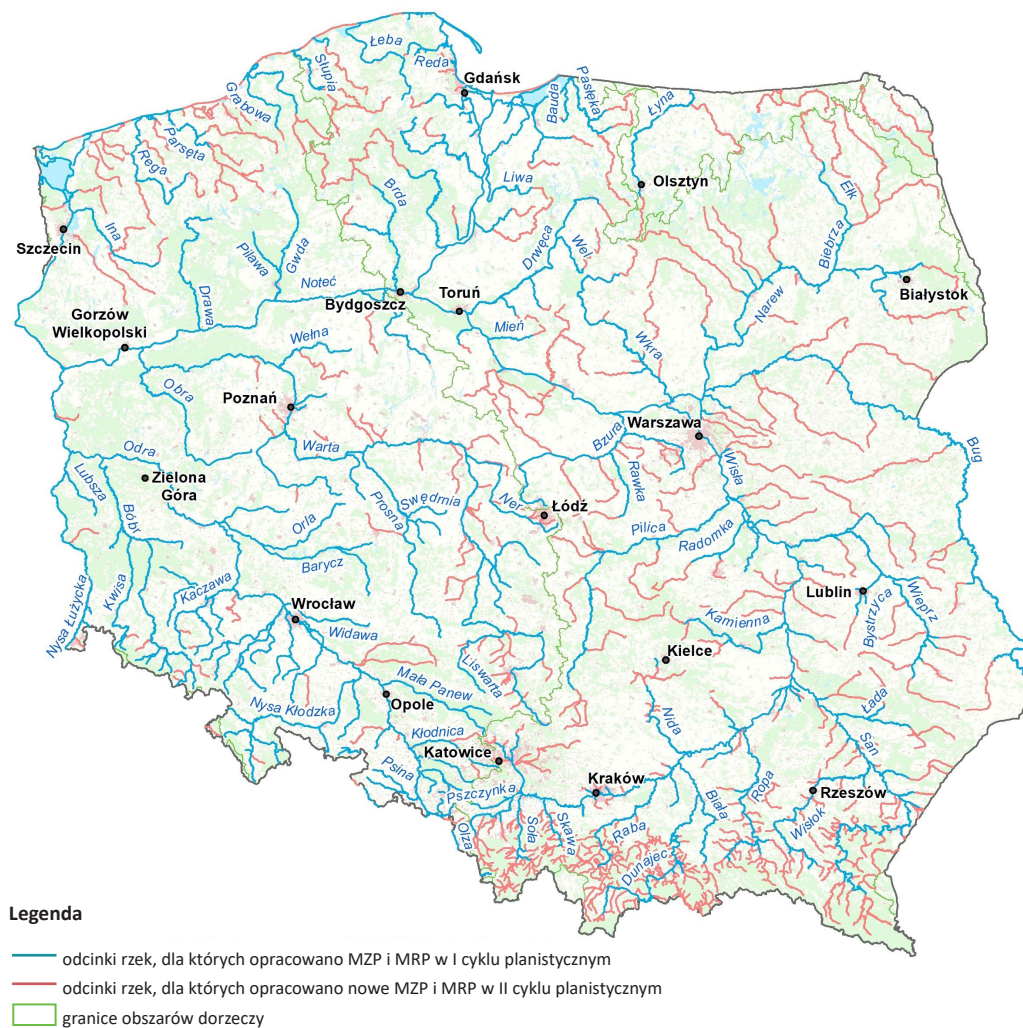 Łeba
Reda
Słupia
Gdańsk
Pasłęka
Bauda
Łyna
Grabowa
Parsęta
Rega
Brda
Liwa
Olsztyn
Ełk
Ina
Szczecin
Piława
Gwda
Drwęca
Wel
Biebrza
Drawa
Noteć
Bydgoszcz
Toruń
Narew
Białystok
Gorzów
Wielkopolski
Wełna
Mień
Wkra
Obra
Poznań
Warszawa
Bzura
Bug
Odra
Warta
Wisła
Lubsza
Zielona
Góra
Bóbr
Prosna
Swędrnia
Ner
Łódź
Rawka
Pilica
Radomka
Orla
Barycz
Nysa Łużycka
Kwisa
Kaczawa
Wrocław
Widawa
Lublin
Bystrzyca
Wieprz
Kamienna
Kielce
Liswarta
Mała Panew
Opole
Nysa Kłodzka
Nida
Łada
San
Kłodnica
Katowice
Psina
Pszczynka
Kraków
Rzeszów
Ropa
Biała
Wisłok
Olza
Soła
Skawa
Raba
Dunajec
Legenda
odcinki rzek, dla których opracowano MZP i MRP w I cyklu planistycznym
odcinki rzek, dla których opracowano nowe MZP i MRP w II cyklu planistycznym
granice obszarów dorzeczy